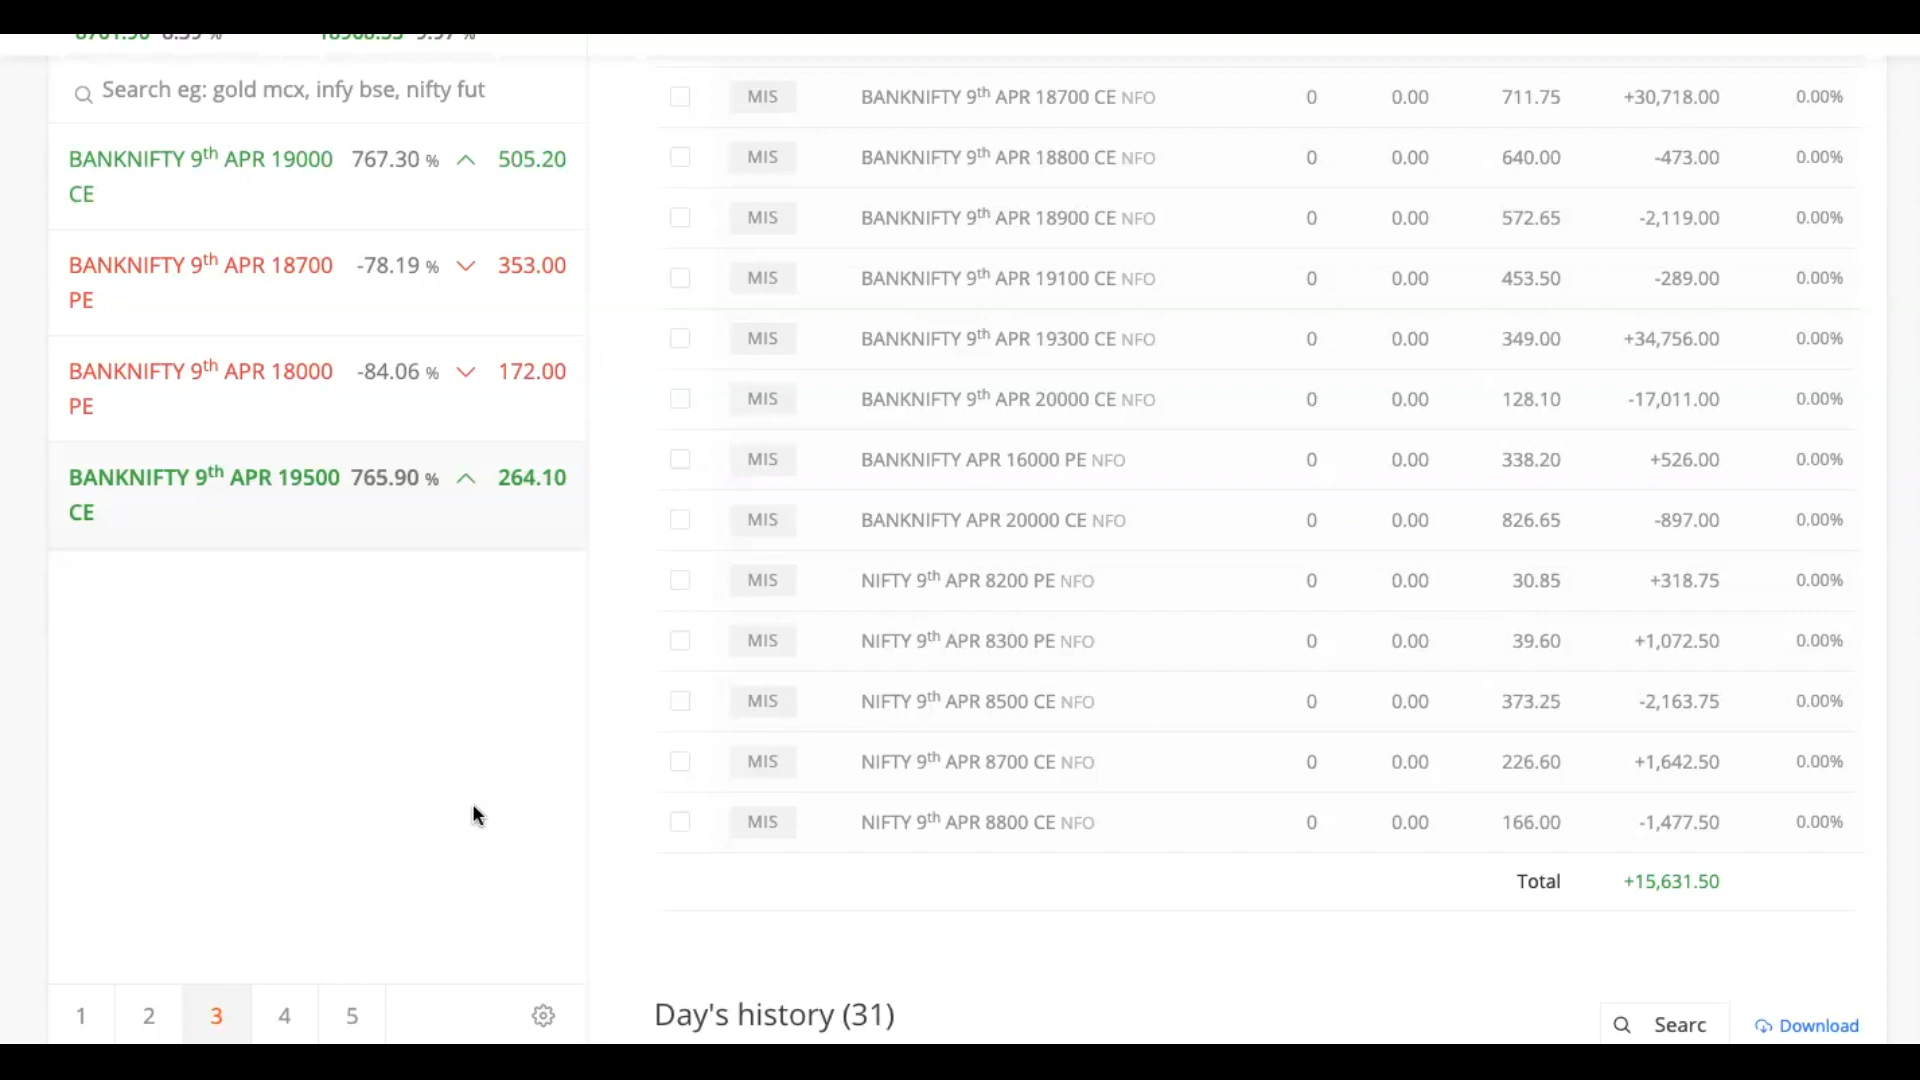 Search eg: gold mcx, infy bse, nifty fut
BANKNIFTY 9th APR 19000 767.30 % 505.20
CE
BANKNIFTY 9th APR 18700 -78.19 % 353.00
PE
BANKNIFTY 9th APR 18000 -84.06 % 172.00
PE
BANKNIFTY 9th APR 19500 765.90 % 264.10
CE
1 2 3 4 5
MIS BANKNIFTY 9th APR 18700 CE NFO 0 0.00 711.75 +30,718.00 0.00%
MIS BANKNIFTY 9th APR 18800 CE NFO 0 0.00 640.00 -473.00 0.00%
MIS BANKNIFTY 9th APR 18900 CE NFO 0 0.00 572.65 -2,119.00 0.00%
MIS BANKNIFTY 9th APR 19100 CE NFO 0 0.00 453.50 -289.00 0.00%
MIS BANKNIFTY 9th APR 19300 CE NFO 0 0.00 349.00 +34,756.00 0.00%
MIS BANKNIFTY 9th APR 20000 CE NFO 0 0.00 128.10 -17,011.00 0.00%
MIS BANKNIFTY APR 16000 PE NFO 0 0.00 338.20 +526.00 0.00%
MIS BANKNIFTY APR 20000 CE NFO 0 0.00 826.65 -897.00 0.00%
MIS NIFTY 9th APR 8200 PE NFO 0 0.00 30.85 +318.75 0.00%
MIS NIFTY 9th APR 8300 PE NFO 0 0.00 39.60 +1,072.50 0.00%
MIS NIFTY 9th APR 8500 CE NFO 0 0.00 373.25 -2,163.75 0.00%
MIS NIFTY 9th APR 8700 CE NFO 0 0.00 226.60 +1,642.50 0.00%
MIS NIFTY 9th APR 8800 CE NFO 0 0.00 166.00 -1,477.50 0.00%
Total +15,631.50
Day's history (31) Searc Download